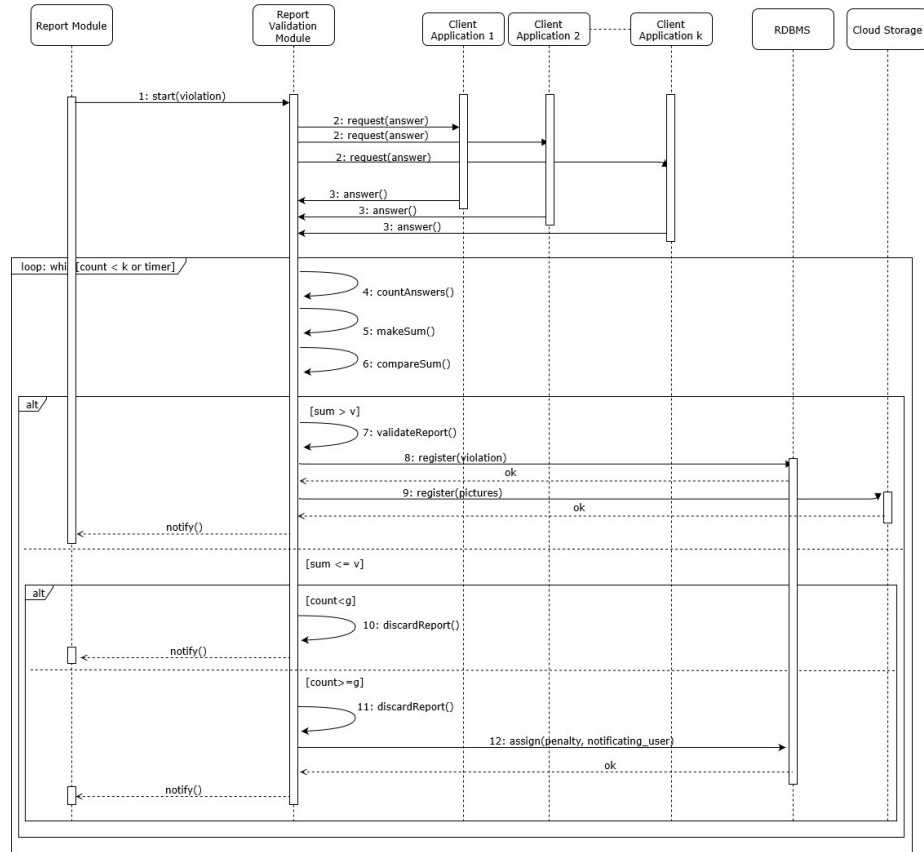 Report Module
Report
Validation
Module
Client
Application 1
Client
Application 2
Client
Application k
RDBMS
Cloud Storage
1: start(violation)
2: request(answer)
2: request(answer)
2: request(answer)
3: answer()
3: answer()
3: answer()
loop: whi [count < k or timer]
4: countAnswers()
5: makeSum()
6: compareSum()
alt
[sum > v]
7: validateReport()
8: register(violation)
ok
9: register(pictures)
ok
notify()
[sum <= v]
alt
[count<g]
10: discardReport()
notify()
[count>=g]
11: discardReport()
12: assign(penalty, notificating_user)
ok
notify()